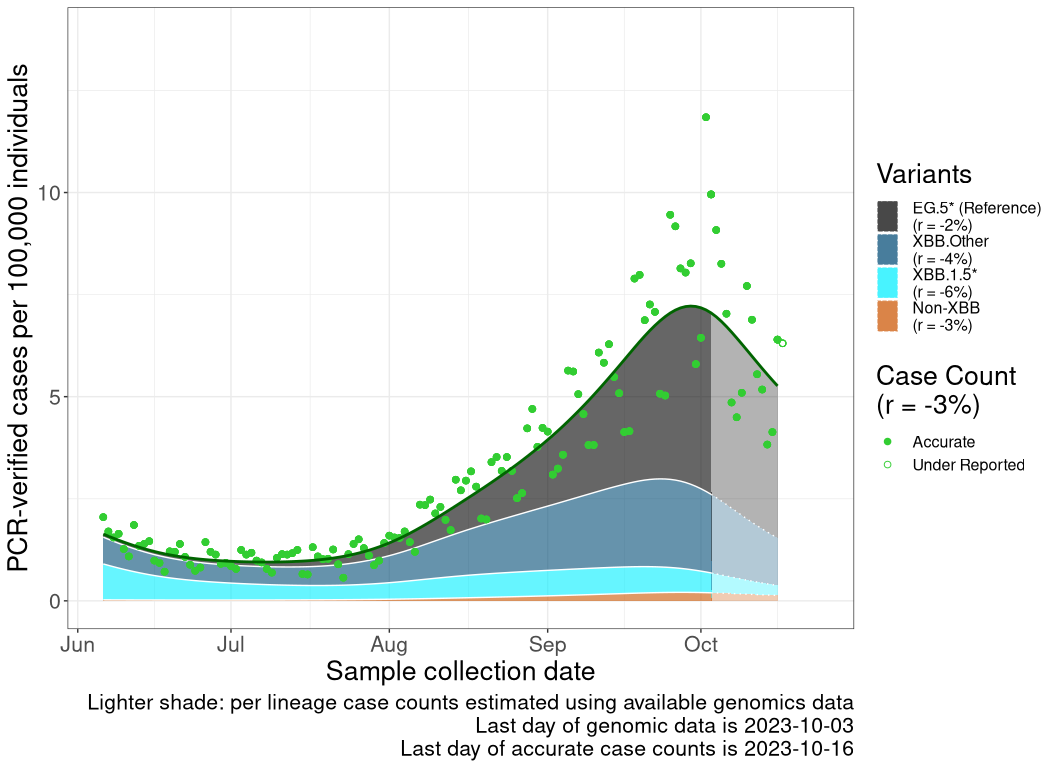 PCR-verified cases per 100,000 individuals
10
5
0
Jun
Jul
Aug
Sep
Oct
Sample collection date
Lighter shade: per lineage case counts estimated using available genomics data
Last day of genomic data is 2023-10-03
Last day of accurate case counts is 2023-10-16
Variants
EG.5* (Reference)
(r = -2%)
XBB.Other
(r = -4%)
XBB.1.5*
(r = -6%)
Non-XBB
(r = -3%)
Case Count
(r = -3%)
Accurate
Under Reported